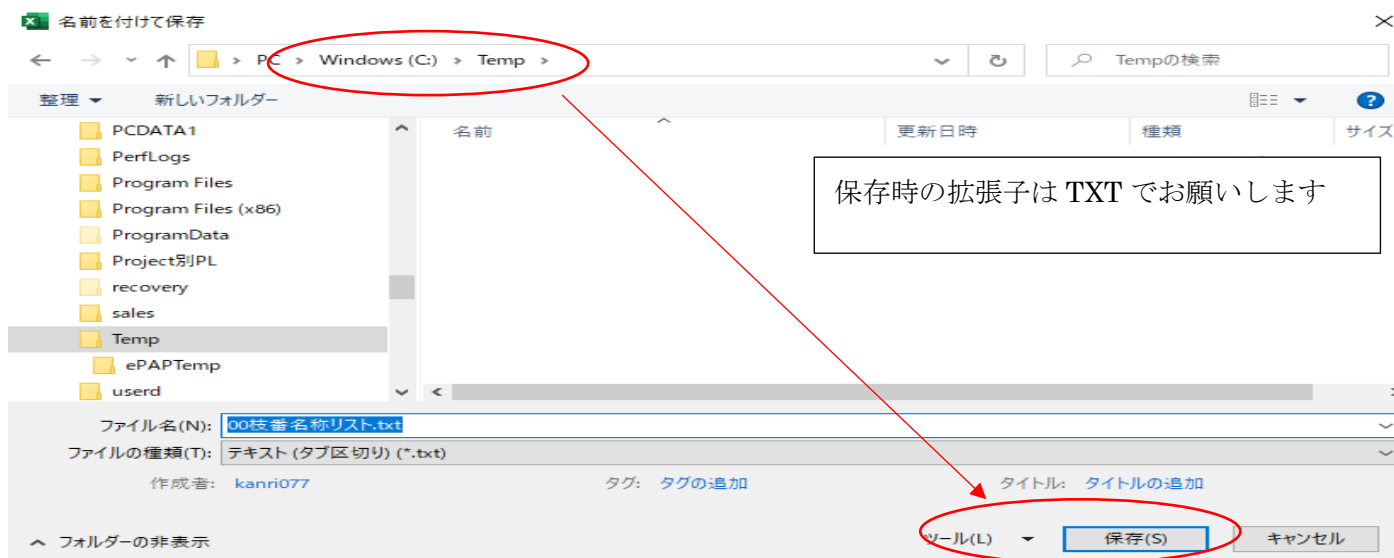 名前を付けて保存
PC > Windows (C:) > Temp >
Tempの検索
整理
新しいフォルダー
PCDATA1
PerfLogs
Program Files
Program Files (x86)
ProgramData
Project別PL
recovery
sales
Temp
ePAPTemp
userd
名前
更新日時
種類
サイズ
保存時の拡張子は TXT でお願いします
ファイル名(N): 00枝番名称リスト.txt
ファイルの種類(T): テキスト (タブ区切り) (*.txt)
作成者: kanri077
タグ: タグの追加
タイトル: タイトルの追加
フォルダーの非表示
ツール(L)
保存(S)
キャンセル